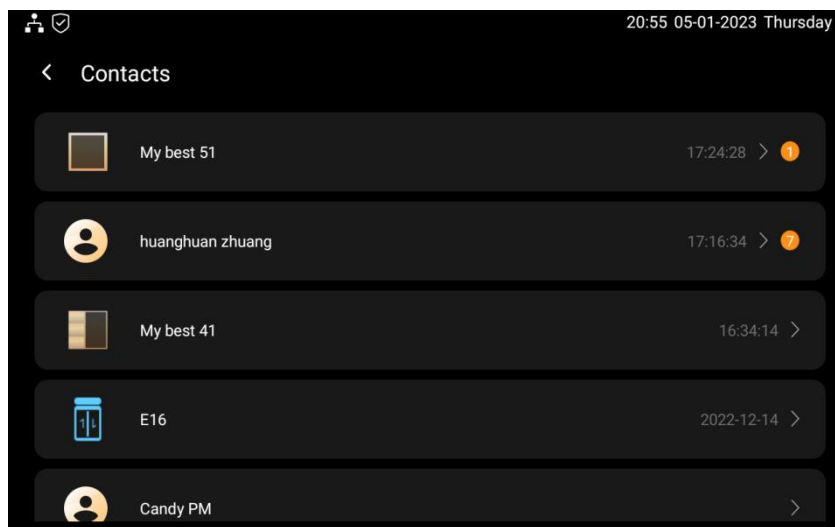 20:55 05-01-2023 Thursday
Contacts
My best 51 17:24:28 1
huanghuan zhuang 17:16:34 7
My best 41 16:34:14
E16 2022-12-14
Candy PM